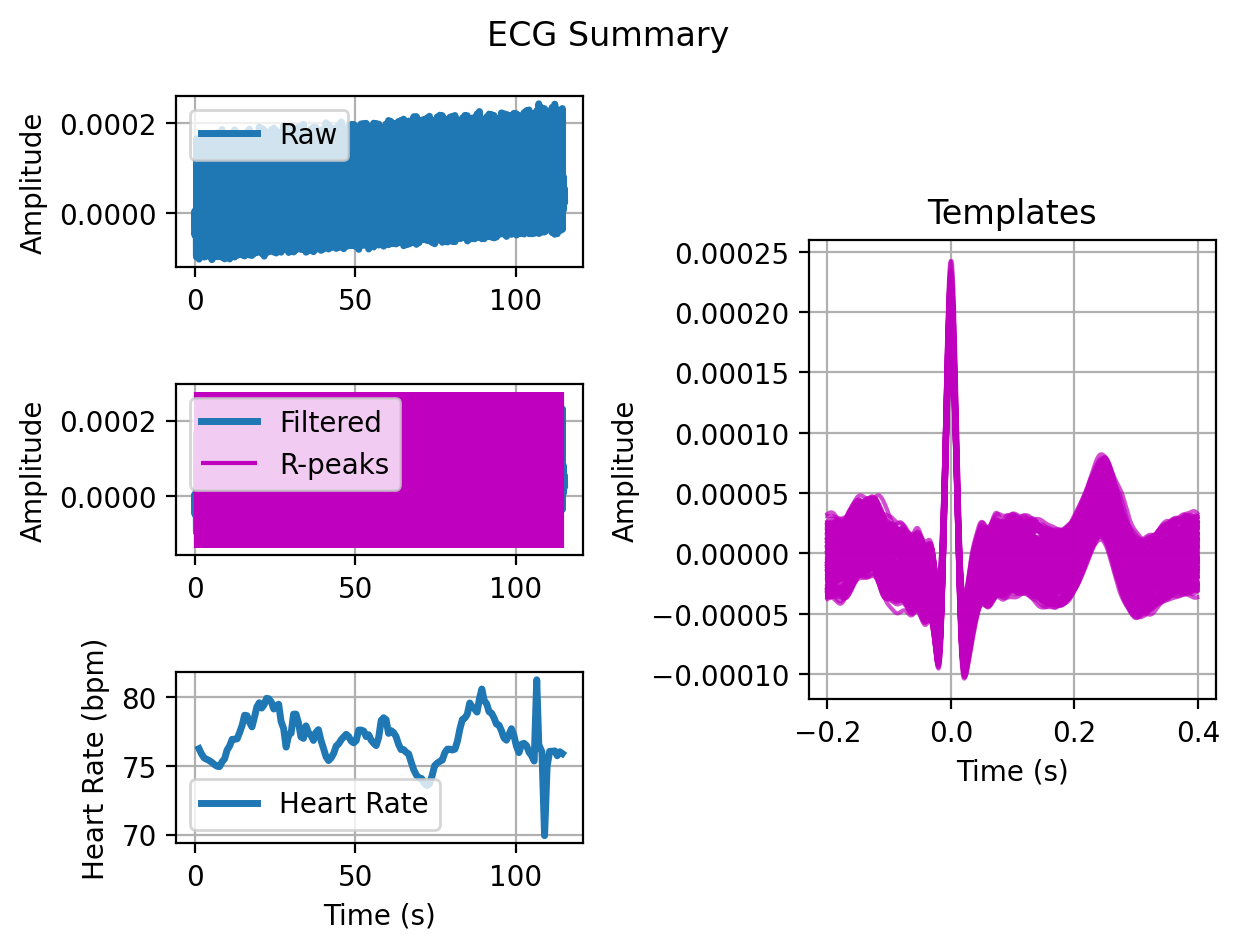 ECG Summary
Amplitude
0.0002
0.0000
Raw
0
50
100
Amplitude
0.0002
0.0000
Filtered
R-peaks
0
50
100
Heart Rate (bpm)
80
75
70
Heart Rate
0
50
100
Time (s)
Templates
Amplitude
0.00025
0.00020
0.00015
0.00010
0.00005
0.00000
−0.00005
−0.00010
−0.2
0.0
0.2
0.4
Time (s)